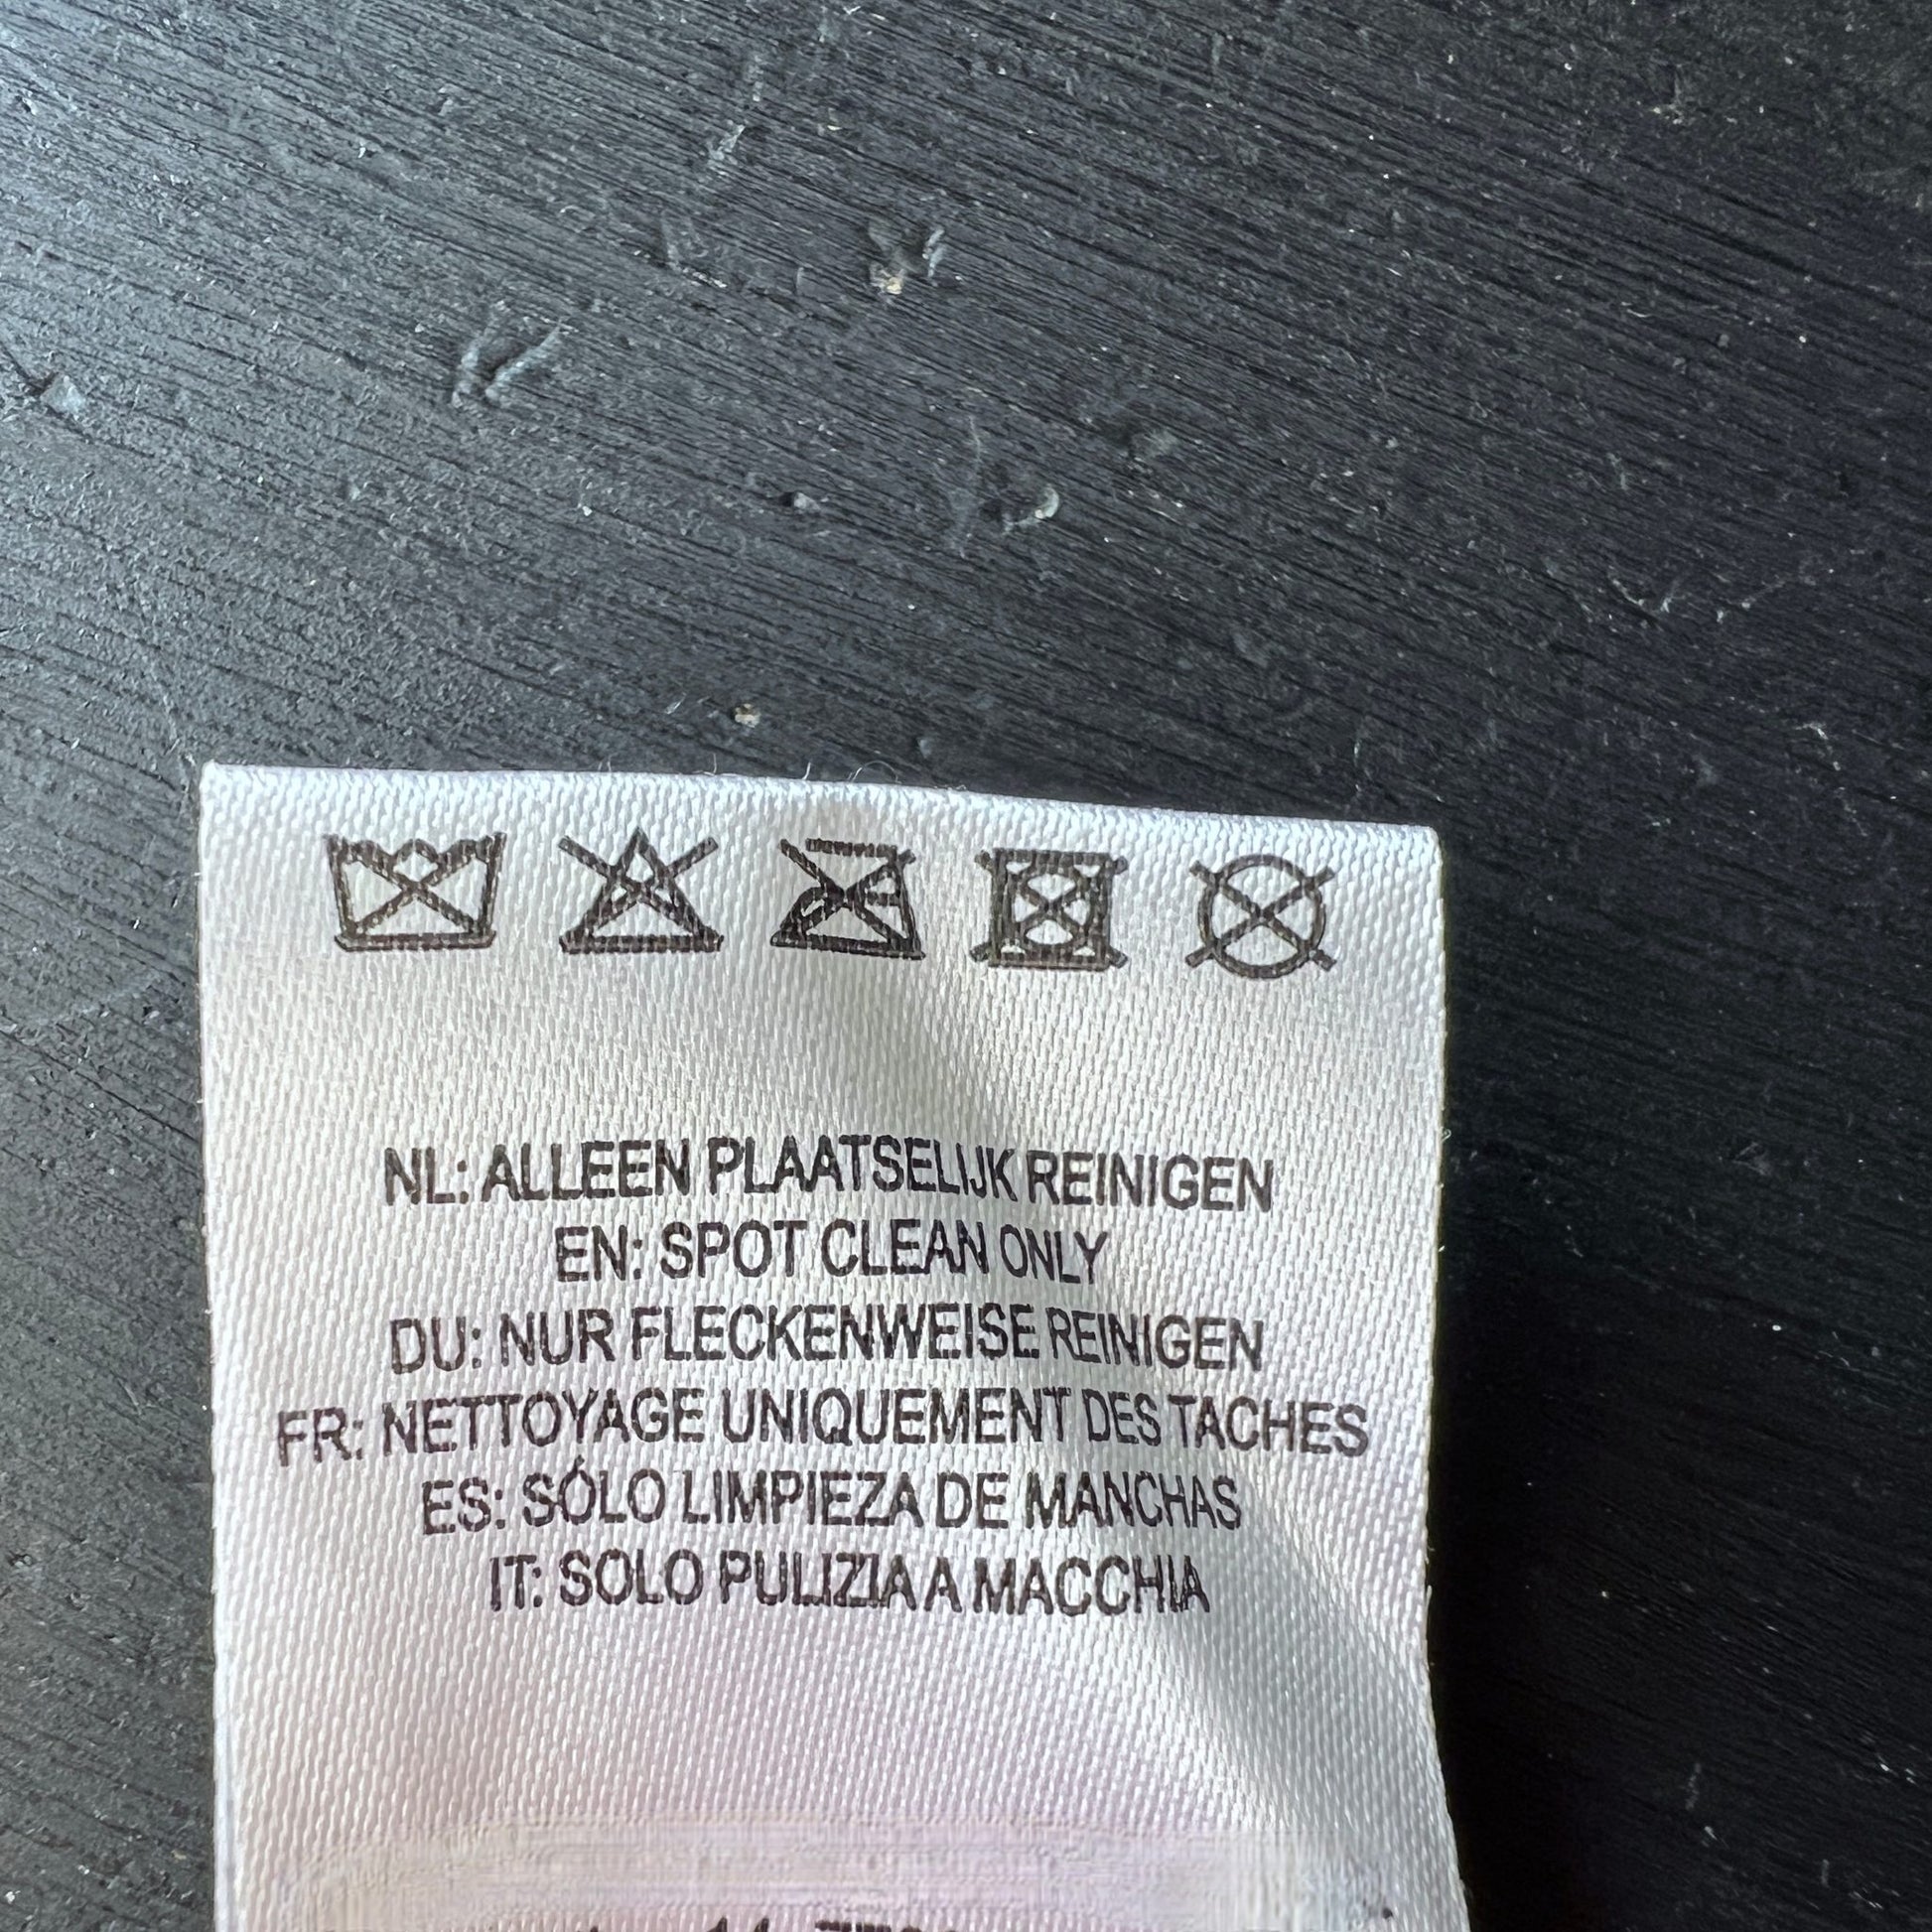 NL: ALLEEN PLAATSELIJK REINIGEN
EN: SPOT CLEAN ONLY
DU: NUR FLECKENWEISE REINIGEN
FR: NETTOYAGE UNIQUEMENT DES TACHES
ES: SÓLO LIMPIEZA DE MANCHAS
IT: SOLO PULIZIA A MACCHIA